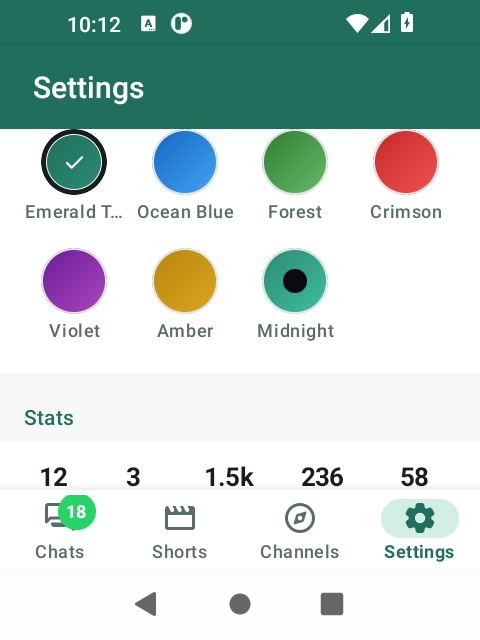 10:12
A
Settings
Emerald T...
Ocean Blue
Forest
Crimson
Violet
Amber
Midnight
Stats
12
3
1.5k
236
58
18
Chats
Shorts
Channels
Settings